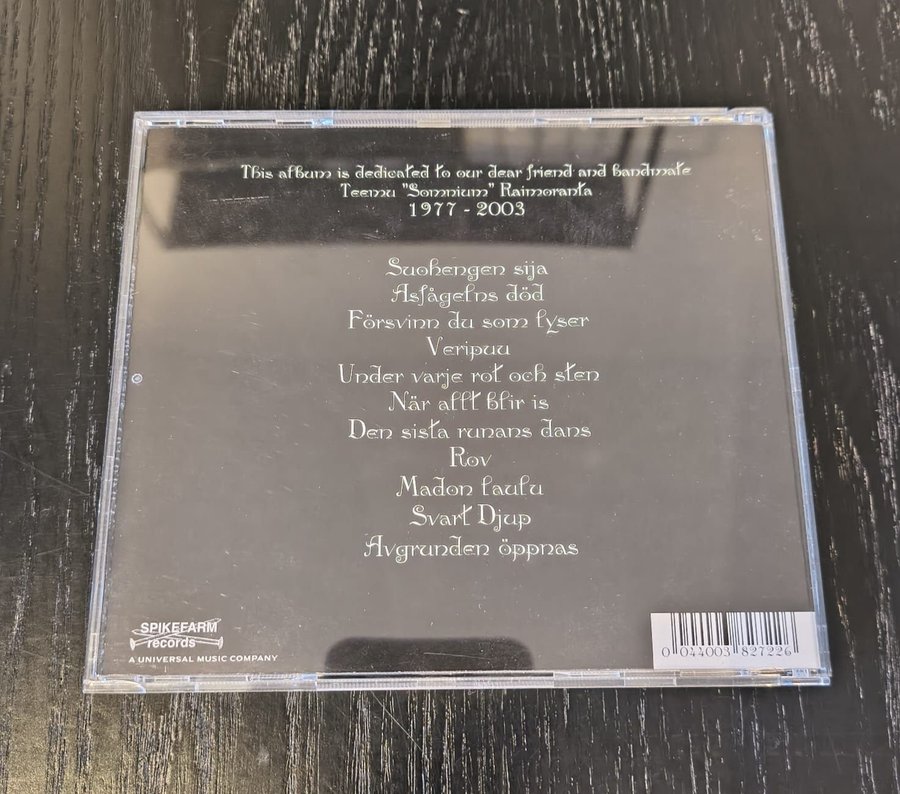 This album is dedicated to our dear friend and bandmate
Teemu "Somnium" Raimoranta
1977 - 2003
Suohengen sija
Asfågelns död
Försvinn du som lyser
Veripuu
Under varje rot och sten
När allt blir is
Den sista runans dans
Rov
Madon laulu
Svart Djup
Avgrunden öppnas
SPIKEFARM
records
A UNIVERSAL MUSIC COMPANY
0 044003 827226